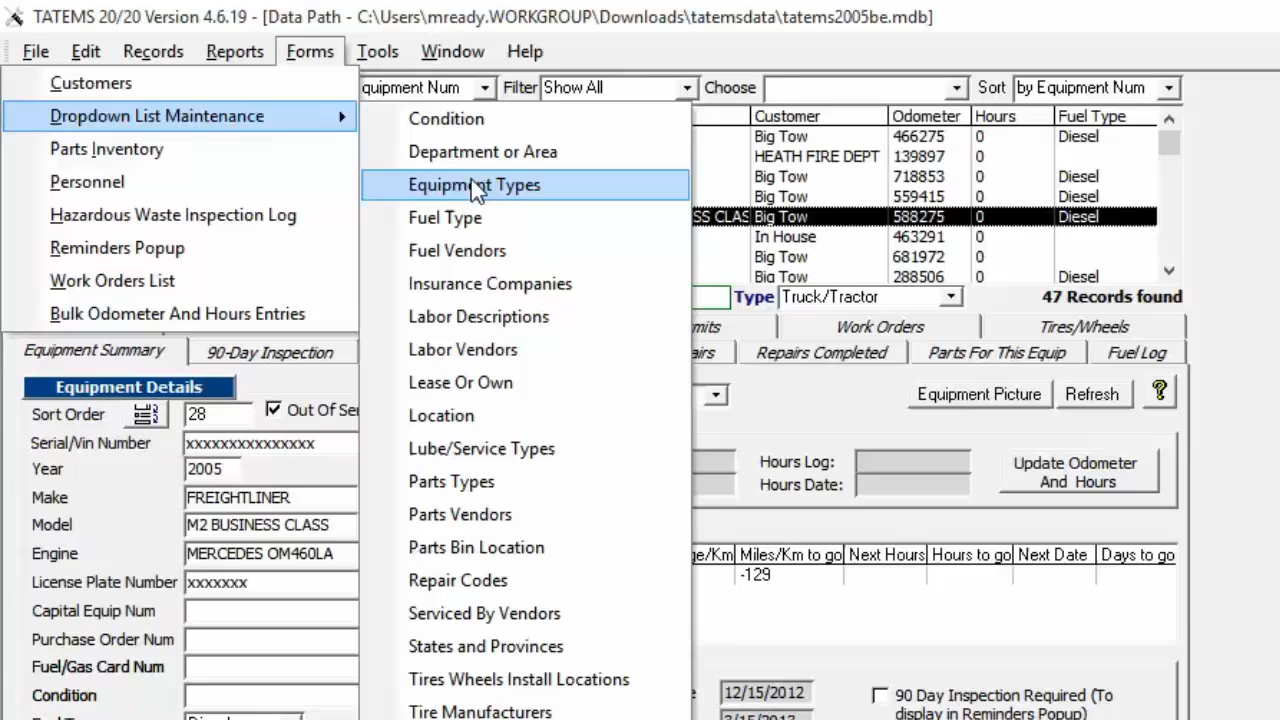 TATEMS 20/20 Version 4.6.19 - [Data Path - C:\Users\mready.WORKGROUP\Downloads\tatemsdata\tatems2005be.mdb]
File Edit Records Reports Forms Tools Window Help
Customers
Dropdown List Maintenance
Parts Inventory
Personnel
Hazardous Waste Inspection Log
Reminders Popup
Work Orders List
Bulk Odometer And Hours Entries
Condition
Department or Area
Equipment Types
Fuel Type
Fuel Vendors
Insurance Companies
Labor Descriptions
Labor Vendors
Lease Or Own
Location
Lube/Service Types
Parts Types
Parts Vendors
Parts Bin Location
Repair Codes
Serviced By Vendors
States and Provinces
Tires Wheels Install Locations
Tire Manufacturers
quipment Num Filter Show All Choose Sort by Equipment Num
Customer Odometer Hours Fuel Type
Big Tow 466275 0 Diesel
HEATH FIRE DEPT 139897 0
Big Tow 718853 0 Diesel
Big Tow 559415 0 Diesel
SS CLAS Big Tow 588275 0 Diesel
In House 463291 0
Big Tow 681972 0
Big Tow 288506 0 Diesel
Type Truck/Tractor 47 Records found
mits Work Orders Tires/Wheels
Equipment Summary 90-Day Inspection airs Repairs Completed Parts For This Equip Fuel Log
Equipment Details
Equipment Picture Refresh ?
Sort Order 28 Out Of Ser
Serial/Vin Number xxxxxxxxxxxxxxx
Year 2005
Make FREIGHTLINER
Model M2 BUSINESS CLASS
Engine MERCEDES OM460LA
License Plate Number xxxxxxx
Capital Equip Num
Purchase Order Num
Fuel/Gas Card Num
Condition
Hours Log:
Hours Date:
Update Odometer
And Hours
ge/Km Miles/Km to go Next Hours Hours to go Next Date Days to go
-129
12/15/2012
90 Day Inspection Required (To
display in Reminders Popup)